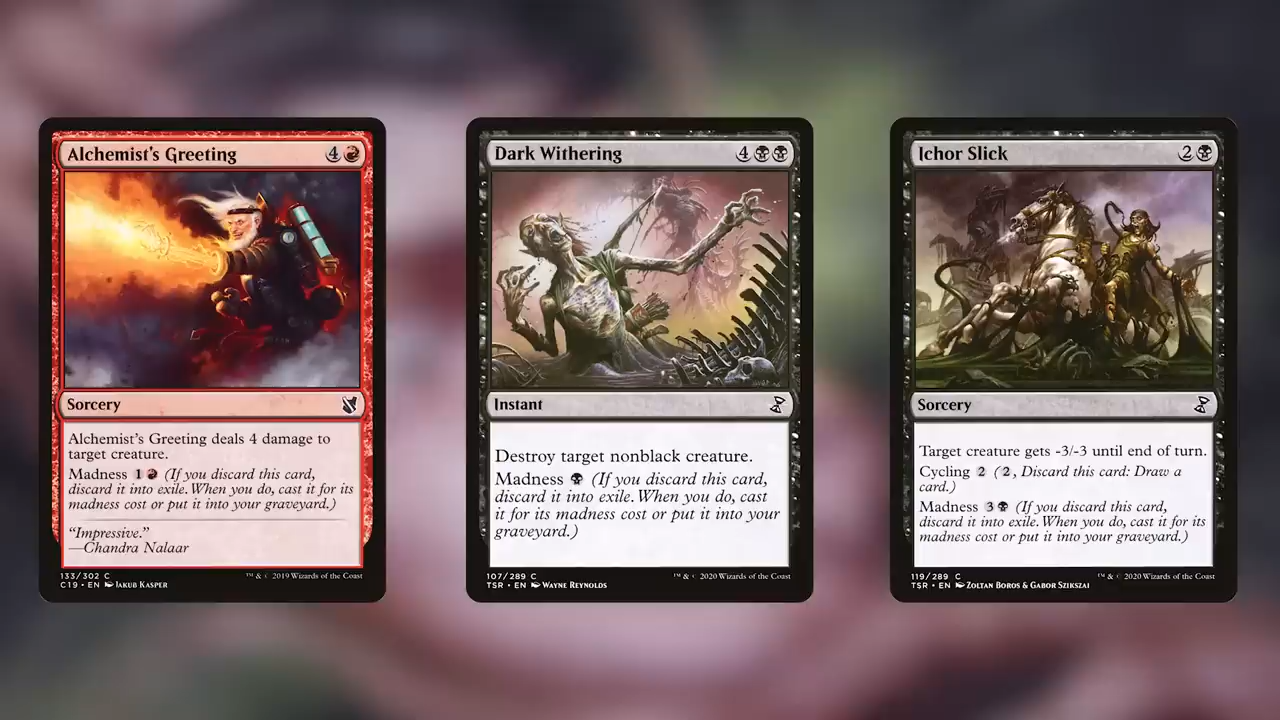 Alchemist's Greeting 4
Sorcery
Alchemist's Greeting deals 4 damage to
target creature.
Madness 1 (If you discard this card,
discard it into exile. When you do, cast it for its
madness cost or put it into your graveyard.)
"Impressive."
—Chandra Nalaar
133/302 C
C19 • EN Jakub Kasper
™ & © 2019 Wizards of the Coast
Dark Withering 4
Instant
Destroy target nonblack creature.
Madness (If you discard this card,
discard it into exile. When you do, cast
it for its madness cost or put it into your
graveyard.)
107/289 C
TSR • EN Wayne Reynolds
™ & © 2020 Wizards of the Coast
Ichor Slick 2
Sorcery
Target creature gets -3/-3 until end of turn.
Cycling 2 (2, Discard this card: Draw a
card.)
Madness 3 (If you discard this card,
discard it into exile. When you do, cast it for its
madness cost or put it into your graveyard.)
119/289 C
TSR • EN Zoltan Boros & Gabor Szikszai
™ & © 2020 Wizards of the Coast